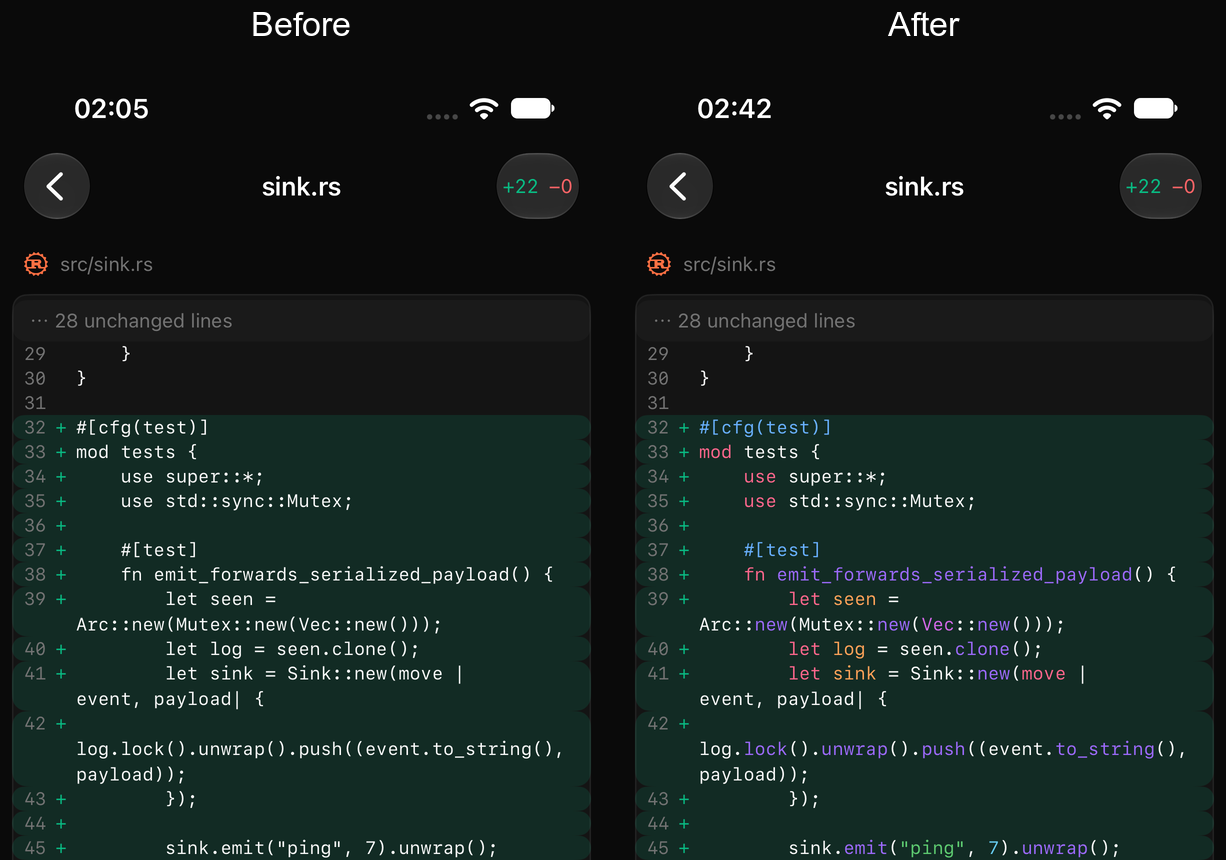 Before
02:05
sink.rs
+22 −0
src/sink.rs
··· 28 unchanged lines
29     }
30 }
31
32 + #[cfg(test)]
33 + mod tests {
34 +     use super::*;
35 +     use std::sync::Mutex;
36 +
37 +     #[test]
38 +     fn emit_forwards_serialized_payload() {
39 +         let seen =
Arc::new(Mutex::new(Vec::new()));
40 +         let log = seen.clone();
41 +         let sink = Sink::new(move |
event, payload| {
42 +
log.lock().unwrap().push((event.to_string(),
payload));
43 +         });
44 +
45 +         sink.emit("ping", 7).unwrap();
After
02:42
sink.rs
+22 −0
src/sink.rs
··· 28 unchanged lines
29     }
30 }
31
32 + #[cfg(test)]
33 + mod tests {
34 +     use super::*;
35 +     use std::sync::Mutex;
36 +
37 +     #[test]
38 +     fn emit_forwards_serialized_payload() {
39 +         let seen =
Arc::new(Mutex::new(Vec::new()));
40 +         let log = seen.clone();
41 +         let sink = Sink::new(move |
event, payload| {
42 +
log.lock().unwrap().push((event.to_string(),
payload));
43 +         });
44 +
45 +         sink.emit("ping", 7).unwrap();